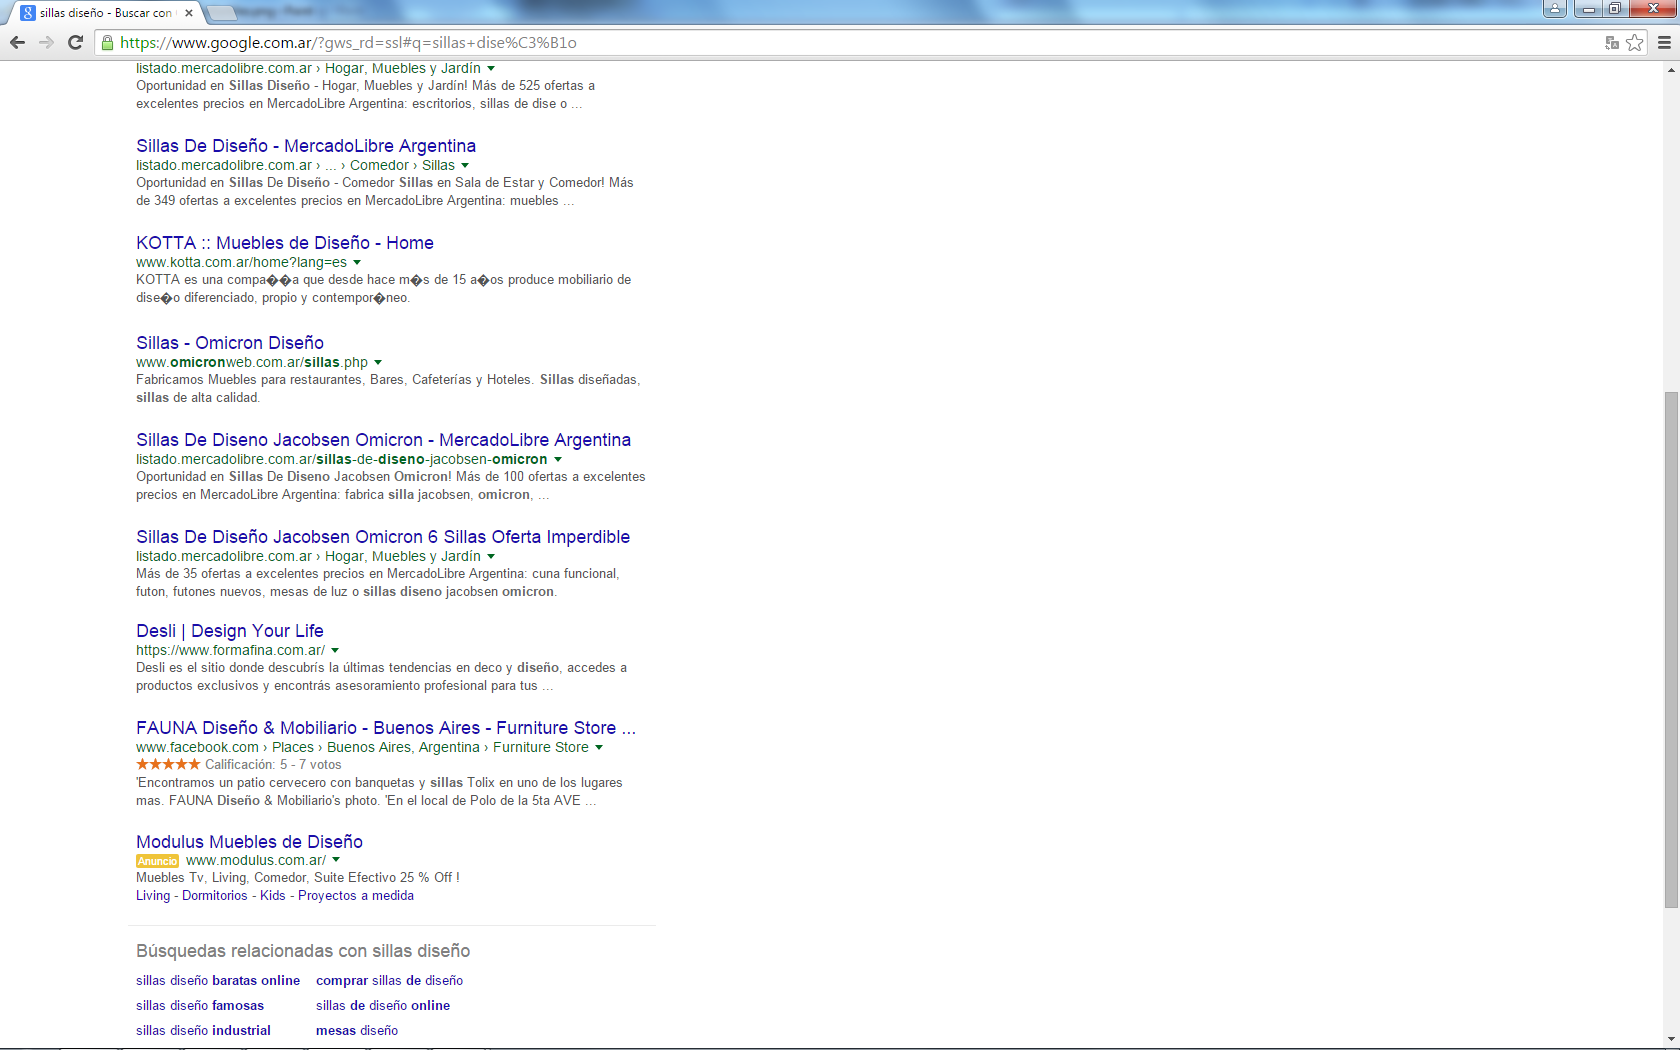 sillas diseño - Buscar con
https://www.google.com.ar/?gws_rd=ssl#q=sillas+dise%C3%B1o
listado.mercadolibre.com.ar › Hogar, Muebles y Jardín
Oportunidad en Sillas Diseño - Hogar, Muebles y Jardín! Más de 525 ofertas a
excelentes precios en MercadoLibre Argentina: escritorios, sillas de dise o ...
Sillas De Diseño - MercadoLibre Argentina
listado.mercadolibre.com.ar › ... › Comedor › Sillas
Oportunidad en Sillas De Diseño - Comedor Sillas en Sala de Estar y Comedor! Más
de 349 ofertas a excelentes precios en MercadoLibre Argentina: muebles ...
KOTTA :: Muebles de Diseño - Home
www.kotta.com.ar/home?lang=es
KOTTA es una compa��a que desde hace m�s de 15 a�os produce mobiliario de
dise�o diferenciado, propio y contempor�neo.
Sillas - Omicron Diseño
www.omicronweb.com.ar/sillas.php
Fabricamos Muebles para restaurantes, Bares, Cafeterías y Hoteles. Sillas diseñadas,
sillas de alta calidad.
Sillas De Diseno Jacobsen Omicron - MercadoLibre Argentina
listado.mercadolibre.com.ar/sillas-de-diseno-jacobsen-omicron
Oportunidad en Sillas De Diseno Jacobsen Omicron! Más de 100 ofertas a excelentes
precios en MercadoLibre Argentina: fabrica silla jacobsen, omicron, ...
Sillas De Diseño Jacobsen Omicron 6 Sillas Oferta Imperdible
listado.mercadolibre.com.ar › Hogar, Muebles y Jardín
Más de 35 ofertas a excelentes precios en MercadoLibre Argentina: cuna funcional,
futon, futones nuevos, mesas de luz o sillas diseno jacobsen omicron.
Desli | Design Your Life
https://www.formafina.com.ar/
Desli es el sitio donde descubrís la últimas tendencias en deco y diseño, accedes a
productos exclusivos y encontrás asesoramiento profesional para tus ...
FAUNA Diseño & Mobiliario - Buenos Aires - Furniture Store ...
www.facebook.com › Places › Buenos Aires, Argentina › Furniture Store
Calificación: 5 - 7 votos
'Encontramos un patio cervecero con banquetas y sillas Tolix en uno de los lugares
mas. FAUNA Diseño & Mobiliario's photo. 'En el local de Polo de la 5ta AVE ...
Modulus Muebles de Diseño
Anuncio www.modulus.com.ar/
Muebles Tv, Living, Comedor, Suite Efectivo 25 % Off !
Living - Dormitorios - Kids - Proyectos a medida
Búsquedas relacionadas con sillas diseño
sillas diseño baratas online comprar sillas de diseño
sillas diseño famosas sillas de diseño online
sillas diseño industrial mesas diseño